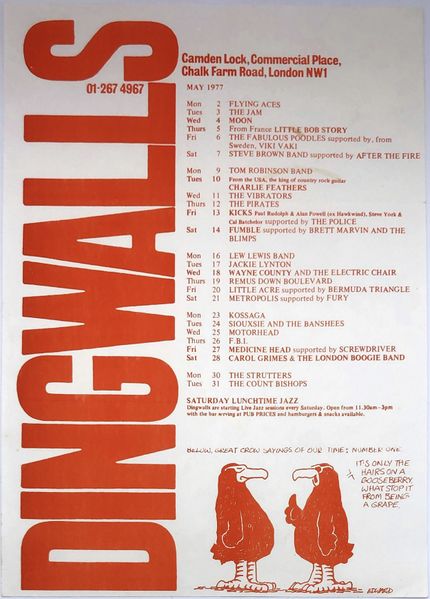 DINGWALLS
Camden Lock, Commercial Place,
Chalk Farm Road, London NW1
01·267 4967
MAY 1977
Mon 2 FLYING ACES
Tues 3 THE JAM
Wed 4 MOON
Thurs 5 From France LITTLE BOB STORY
Fri 6 THE FABULOUS POODLES supported by, from
Sweden, VIKI VAKI
Sat 7 STEVE BROWN BAND supported by AFTER THE FIRE
Mon 9 TOM ROBINSON BAND
Tues 10 From the USA, the king of country rock guitar
CHARLIE FEATHERS
Wed 11 THE VIBRATORS
Thurs 12 THE PIRATES
Fri 13 KICKS Paul Rudolph & Alan Powell (ex Hawkwind), Steve York &
Cal Batchelor supported by THE POLICE
Sat 14 FUMBLE supported by BRETT MARVIN AND THE
BLIMPS
Mon 16 LEW LEWIS BAND
Tues 17 JACKIE LYNTON
Wed 18 WAYNE COUNTY AND THE ELECTRIC CHAIR
Thurs 19 REMUS DOWN BOULEVARD
Fri 20 LITTLE ACRE supported by BERMUDA TRIANGLE
Sat 21 METROPOLIS supported by FURY
Mon 23 KOSSAGA
Tues 24 SIOUXSIE AND THE BANSHEES
Wed 25 MOTORHEAD
Thurs 26 F.B.I.
Fri 27 MEDICINE HEAD supported by SCREWDRIVER
Sat 28 CAROL GRIMES & THE LONDON BOOGIE BAND
Mon 30 THE STRUTTERS
Tues 31 THE COUNT BISHOPS
SATURDAY LUNCHTIME JAZZ
Dingwalls are starting Live Jazz sessions every Saturday. Open from 11.30am–3pm
with the bar serving at PUB PRICES and hamburgers & snacks available.
BELOW, GREAT CROW SAYINGS OF OUR TIME: NUMBER ONE.
IT'S ONLY THE
HAIRS ON A
GOOSEBERRY
WHAT STOP IT
FROM BEING
A GRAPE.